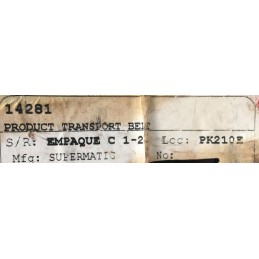 14281
PRODUCT TRANSPORT BELT
S/R: EMPAQUE C 1-2 Loc: PK210E
Mfg: SUPERMATIC No: